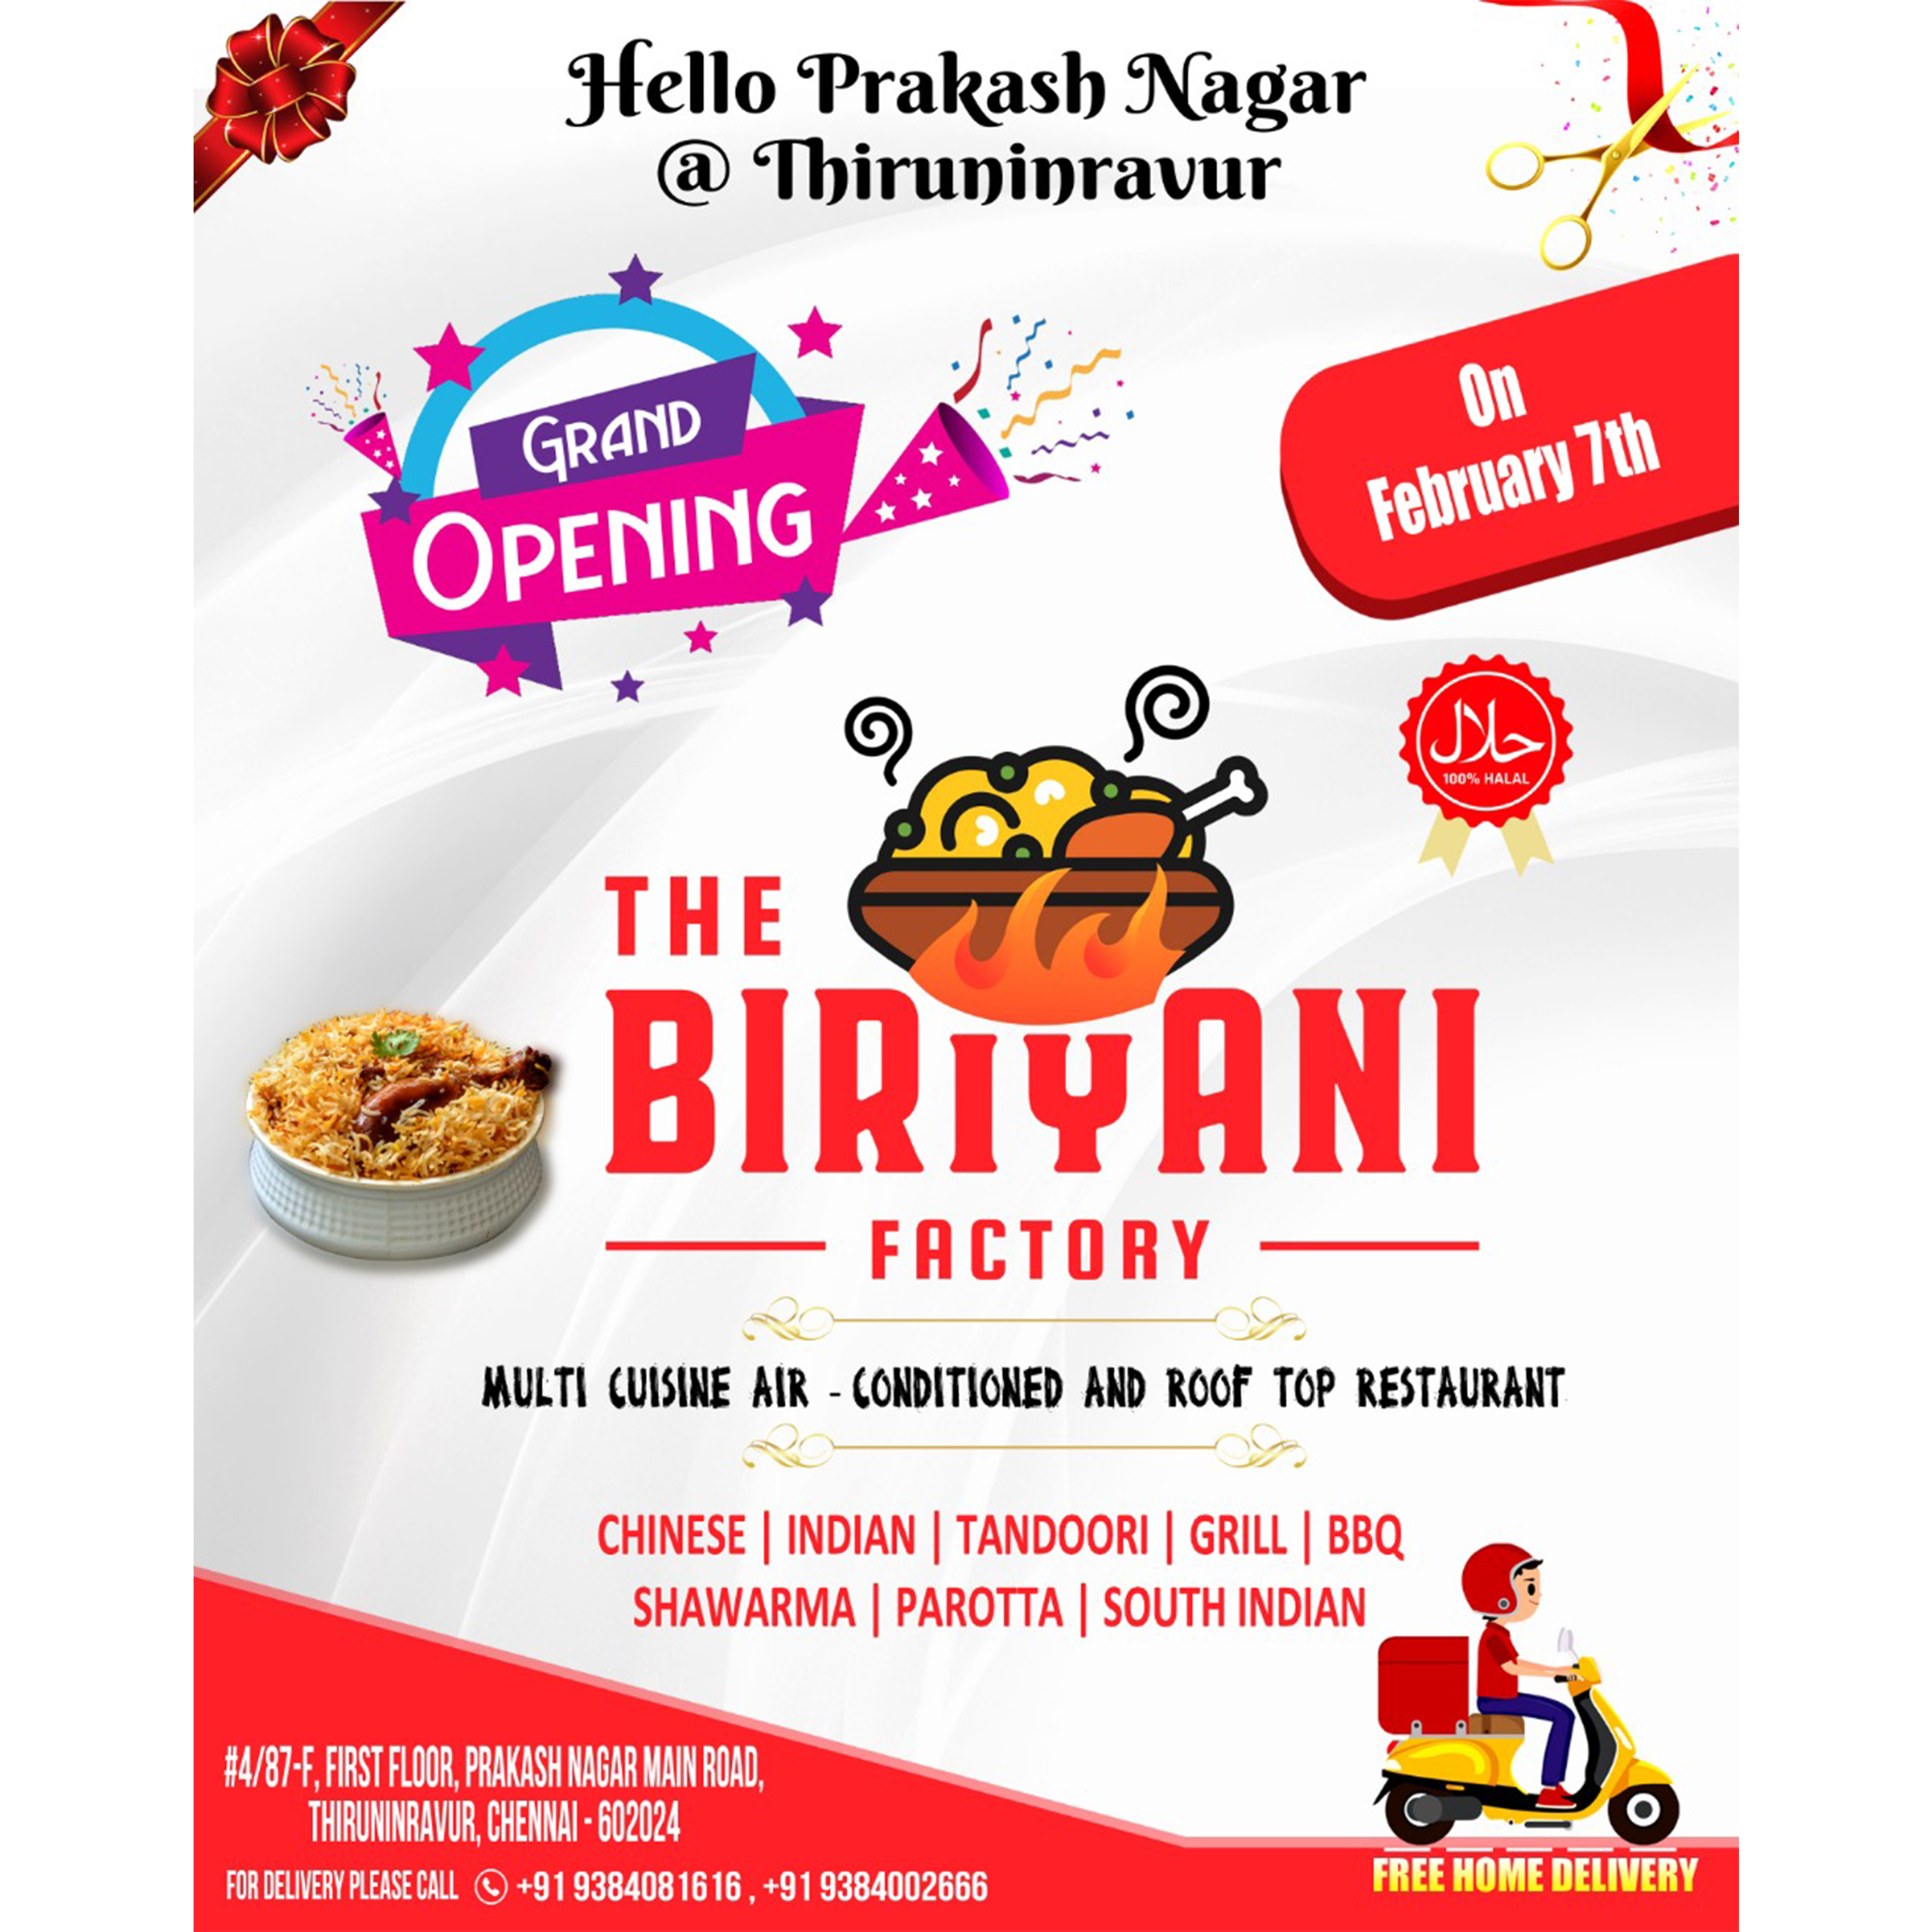 Hello Prakash Nagar
@ Thiruninravur
GRAND
OPENING
On
February 7th
حلال
100% HALAL
THE
BIRIYANI
FACTORY
MULTI CUISINE AIR - CONDITIONED AND ROOF TOP RESTAURANT
CHINESE | INDIAN | TANDOORI | GRILL | BBQ
SHAWARMA | PAROTTA | SOUTH INDIAN
#4/87-F, FIRST FLOOR, PRAKASH NAGAR MAIN ROAD,
THIRUNINRAVUR, CHENNAI - 602024
FOR DELIVERY PLEASE CALL +91 9384081616 , +91 9384002666
FREE HOME DELIVERY